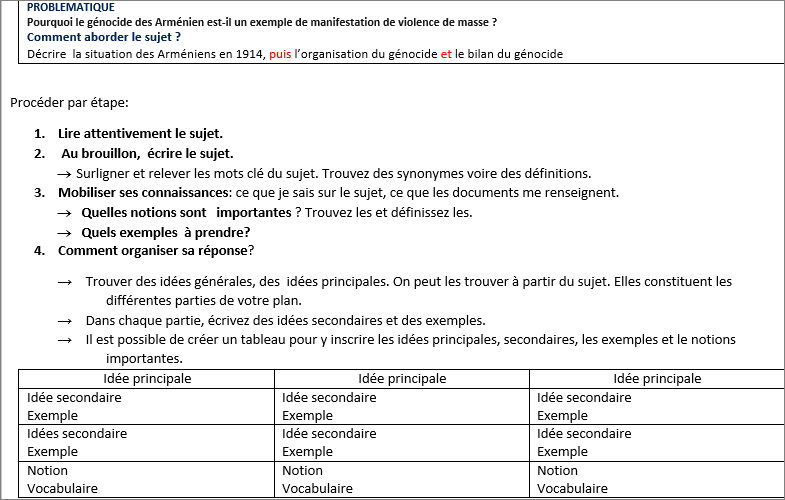 PROBLEMATIQUE
Pourquoi le génocide des Arménien est-il un exemple de manifestation de violence de masse ?
Comment aborder le sujet ?
Décrire la situation des Arméniens en 1914, puis l'organisation du génocide et le bilan du génocide
Procéder par étape:
1. Lire attentivement le sujet.
2. Au brouillon, écrire le sujet.
→ Surligner et relever les mots clé du sujet. Trouvez des synonymes voire des définitions.
3. Mobiliser ses connaissances: ce que je sais sur le sujet, ce que les documents me renseignent.
→ Quelles notions sont importantes ? Trouvez les et définissez les.
→ Quels exemples à prendre?
4. Comment organiser sa réponse?
→ Trouver des idées générales, des idées principales. On peut les trouver à partir du sujet. Elles constituent les
différentes parties de votre plan.
→ Dans chaque partie, écrivez des idées secondaires et des exemples.
→ Il est possible de créer un tableau pour y inscrire les idées principales, secondaires, les exemples et le notions
importantes.
Idée principale Idée principale Idée principale
Idée secondaire Idée secondaire Idée secondaire
Exemple Exemple Exemple
Idées secondaire Idée secondaire Idée secondaire
Exemple Exemple Exemple
Notion Notion Notion
Vocabulaire Vocabulaire Vocabulaire